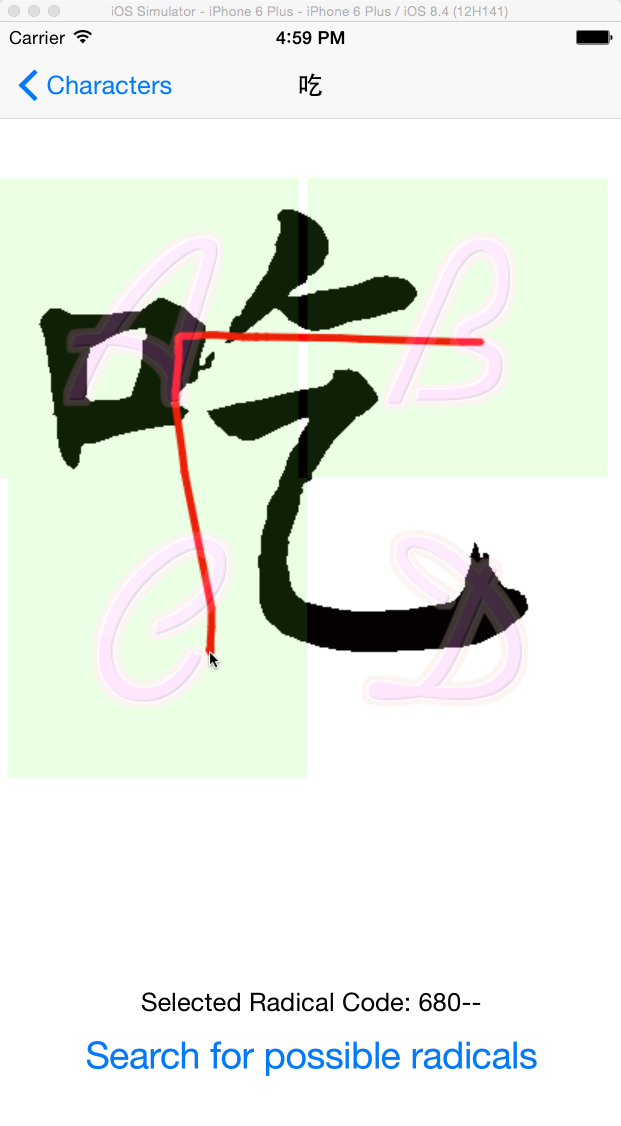 iOS Simulator - iPhone 6 Plus - iPhone 6 Plus / iOS 8.4 (12H141)
Carrier 4:59 PM
Characters 吃
A B
吃
C D
Selected Radical Code: 680--
Search for possible radicals